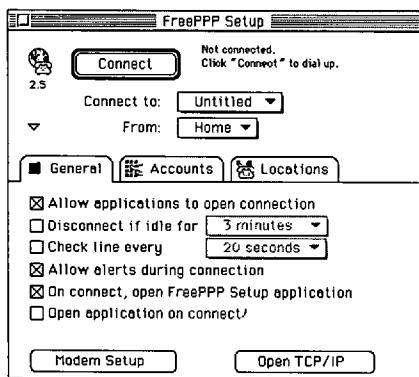 FreePPP Setup
Connect
Not connected.
Click "Connect" to dial up.
2.5
Connect to: Untitled
From: Home
General Accounts Locations
Allow applications to open connection
Disconnect if idle for 3 minutes
Check line every 20 seconds
Allow alerts during connection
On connect, open FreePPP Setup application
Open application on connect/
Modem Setup Open TCP/IP